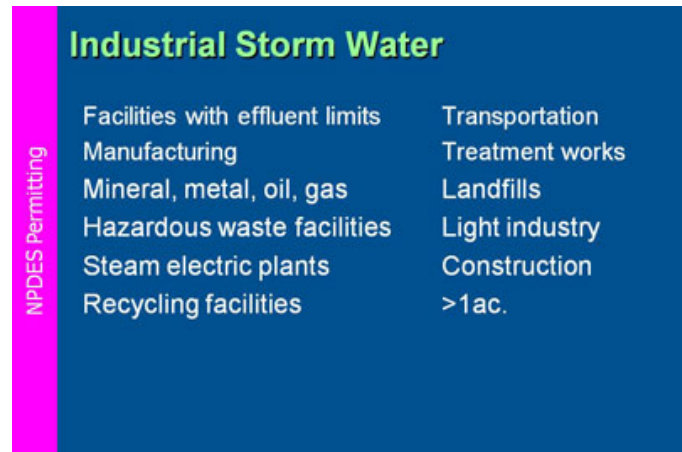 Industrial Storm Water
NPDES Permitting
Facilities with effluent limits
Manufacturing
Mineral, metal, oil, gas
Hazardous waste facilities
Steam electric plants
Recycling facilities
Transportation
Treatment works
Landfills
Light industry
Construction
>1ac.